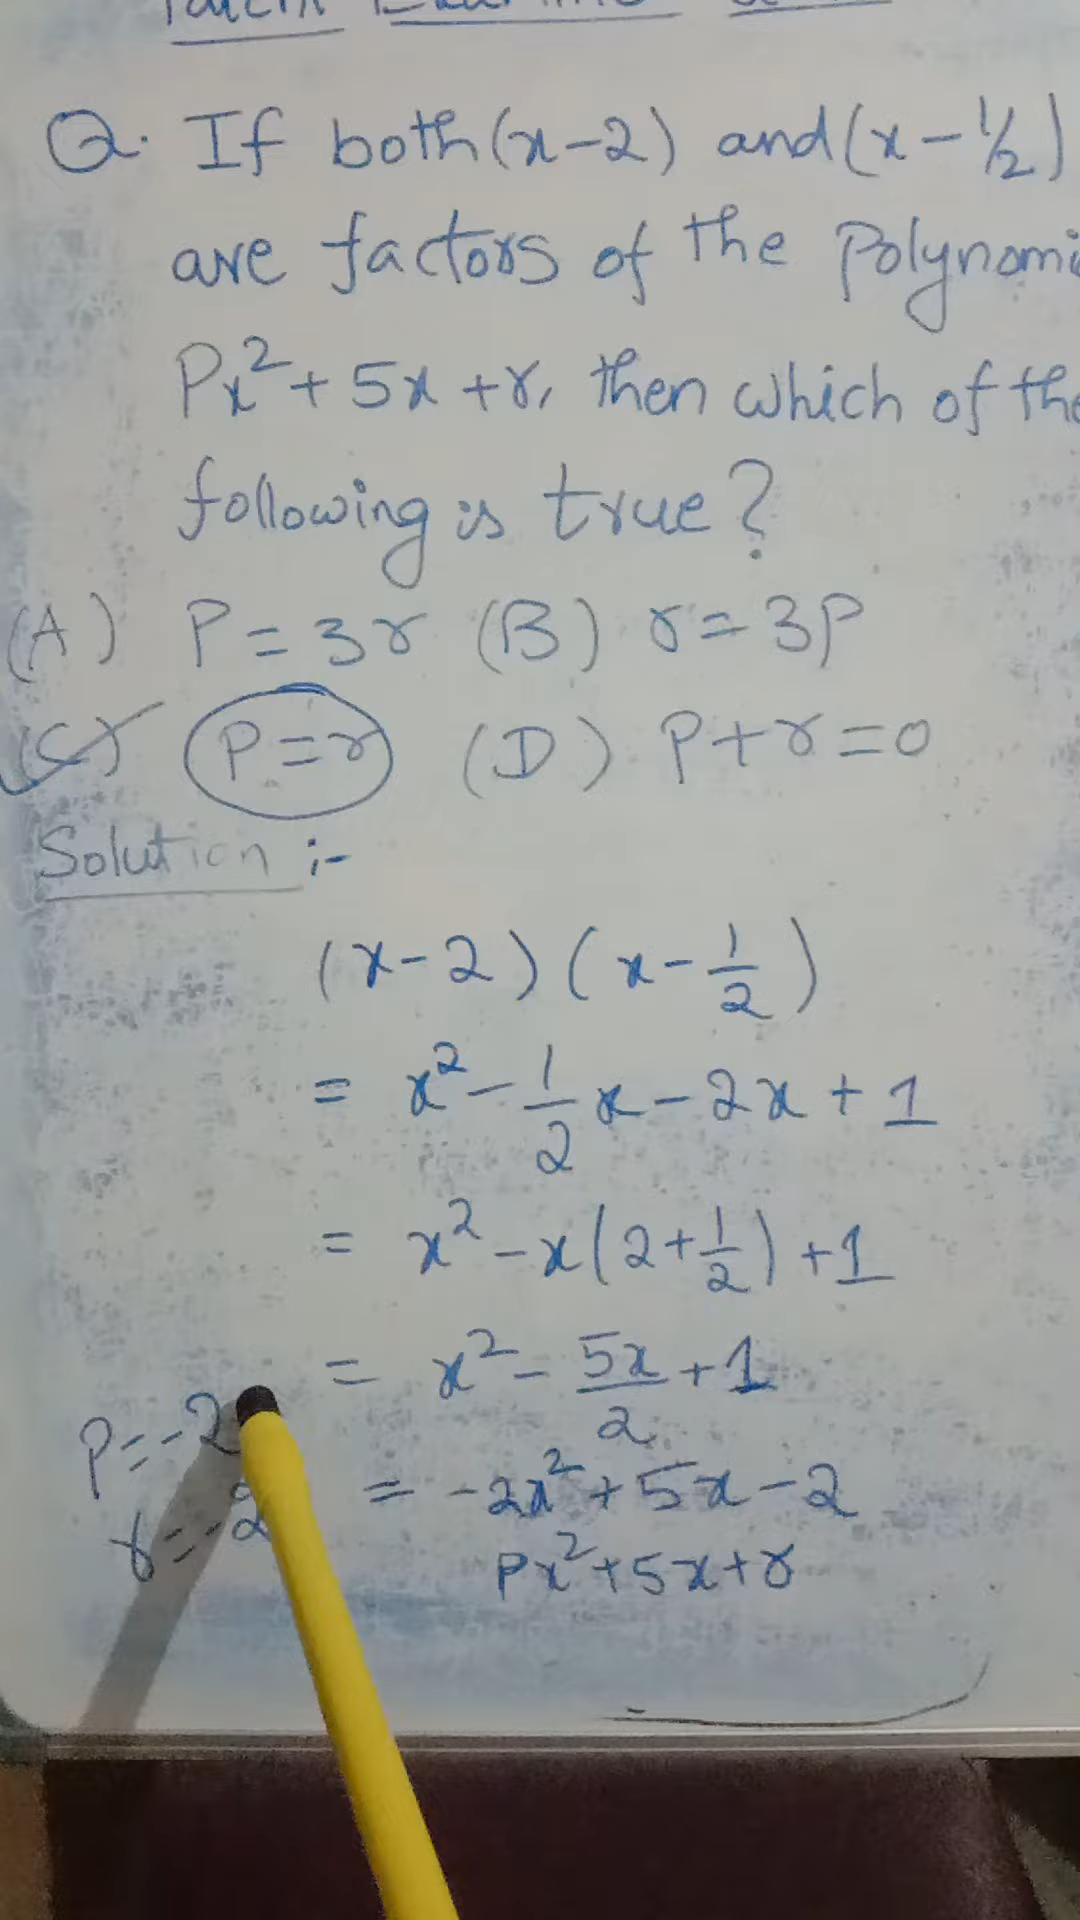 Q. If both (x-2) and (x-1/2)
are factors of the Polynomi
Px²+5x+r, then which of the
following is true?
(A) P=3r (B) r=3P
(C) P=r (D) P+r=0
Solution :-
(x-2)(x-1/2)
= x²-1/2x-2x+1
= x²-x(2+1/2)+1
= x²-5x/2+1
P=-2
= -2x²+5x-2
r=-2
Px²+5x+r